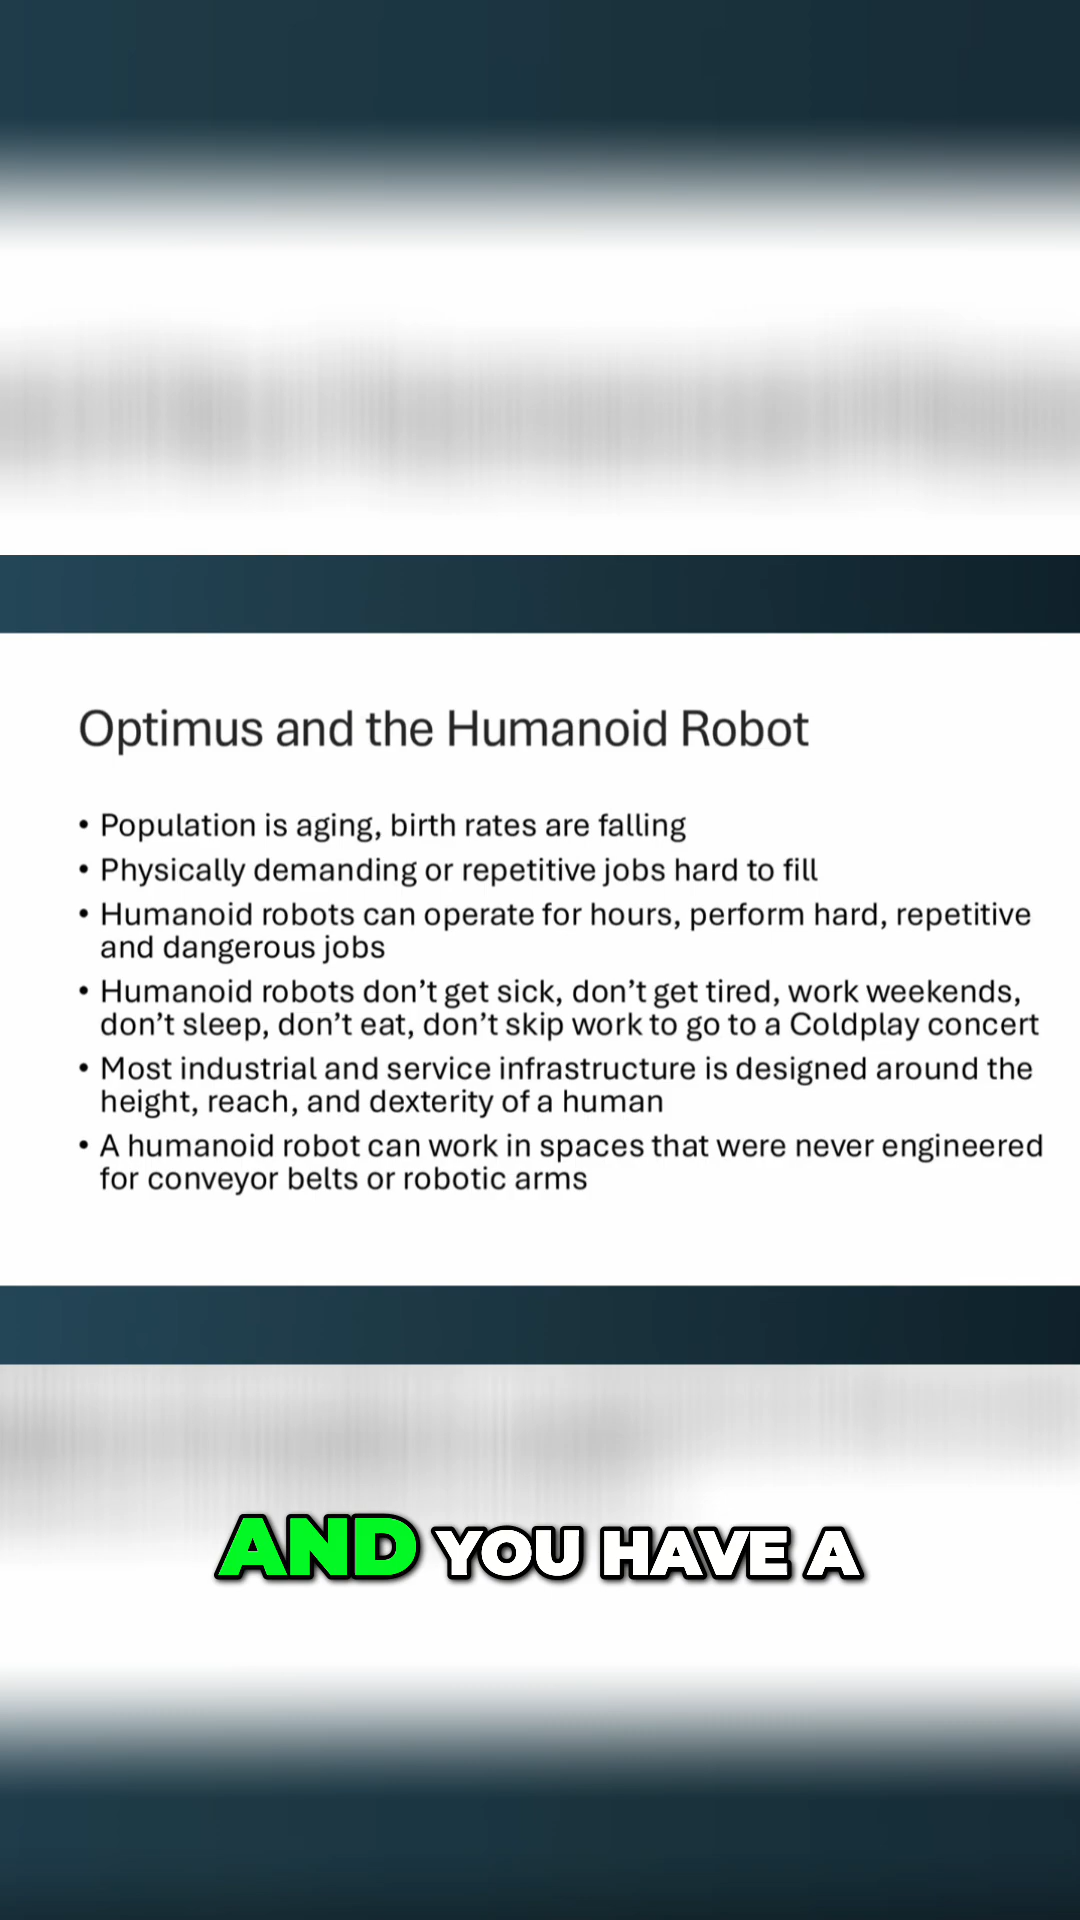 Optimus and the Humanoid Robot
• Population is aging, birth rates are falling
• Physically demanding or repetitive jobs hard to fill
• Humanoid robots can operate for hours, perform hard, repetitive
and dangerous jobs
• Humanoid robots don’t get sick, don’t get tired, work weekends,
don’t sleep, don’t eat, don’t skip work to go to a Coldplay concert
• Most industrial and service infrastructure is designed around the
height, reach, and dexterity of a human
• A humanoid robot can work in spaces that were never engineered
for conveyor belts or robotic arms
AND YOU HAVE A